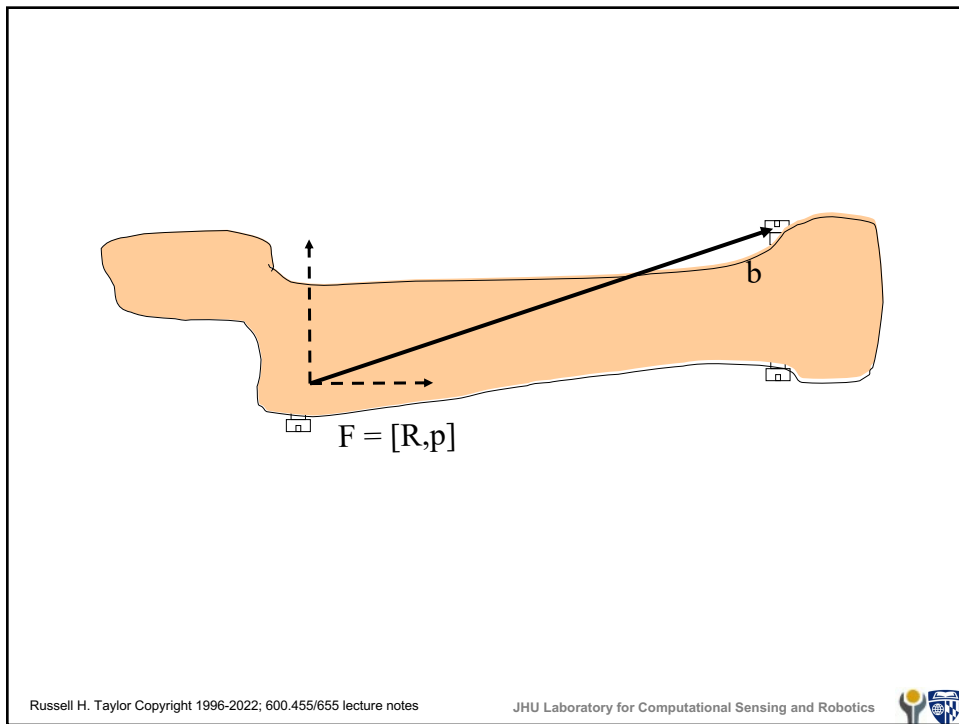 b
F = [R,p]
Russell H. Taylor Copyright 1996-2022; 600.455/655 lecture notes
JHU Laboratory for Computational Sensing and Robotics